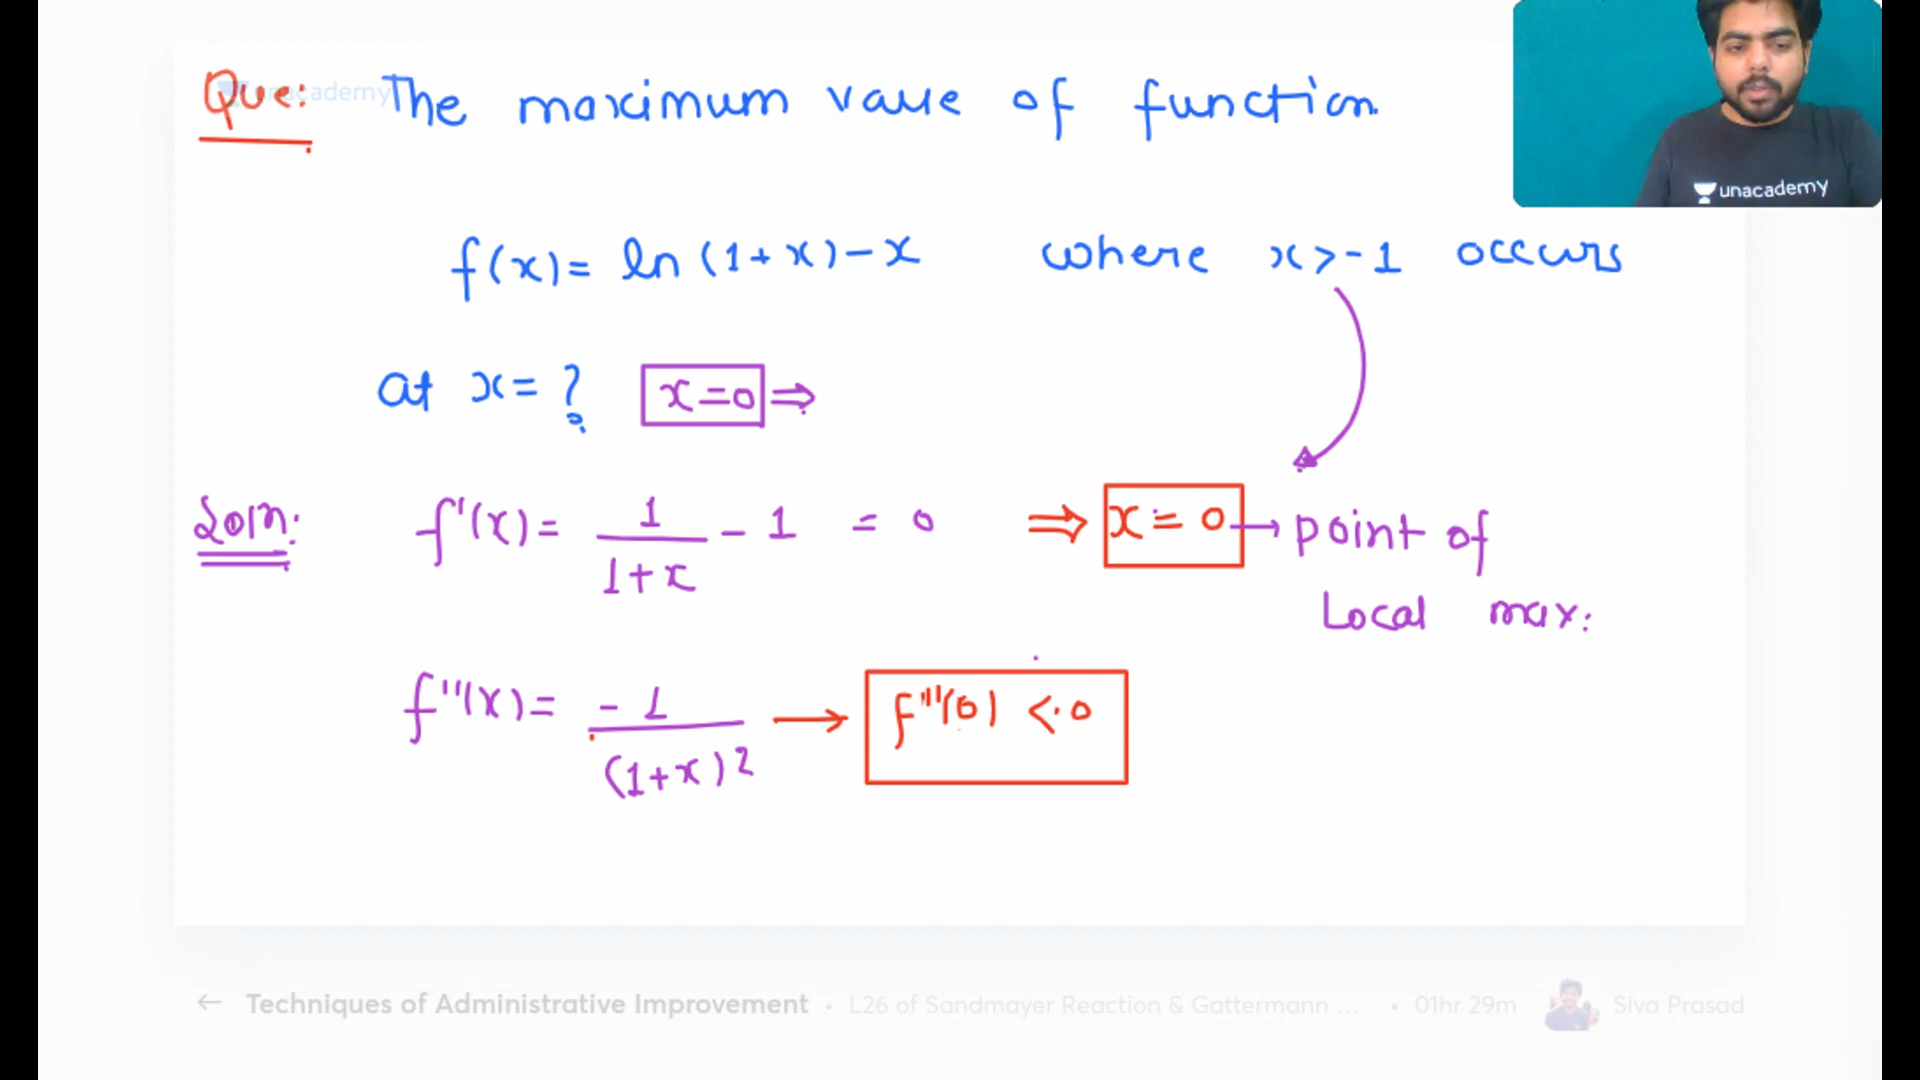 Que: The maximum value of function
unacademy
unacademy
f(x) = ln (1+x) - x where x > -1 occurs
at x = ? x = 0 ⇒
Soln: f'(x) = 1/(1+x) - 1 = 0 ⇒ x = 0 → point of
Local max.
f''(x) = -1/(1+x)2 → f''(0) < 0
← Techniques of Administrative Improvement • L26 of Sandmayer Reaction & Gattermann ... • 01hr 29m Siva Prasad